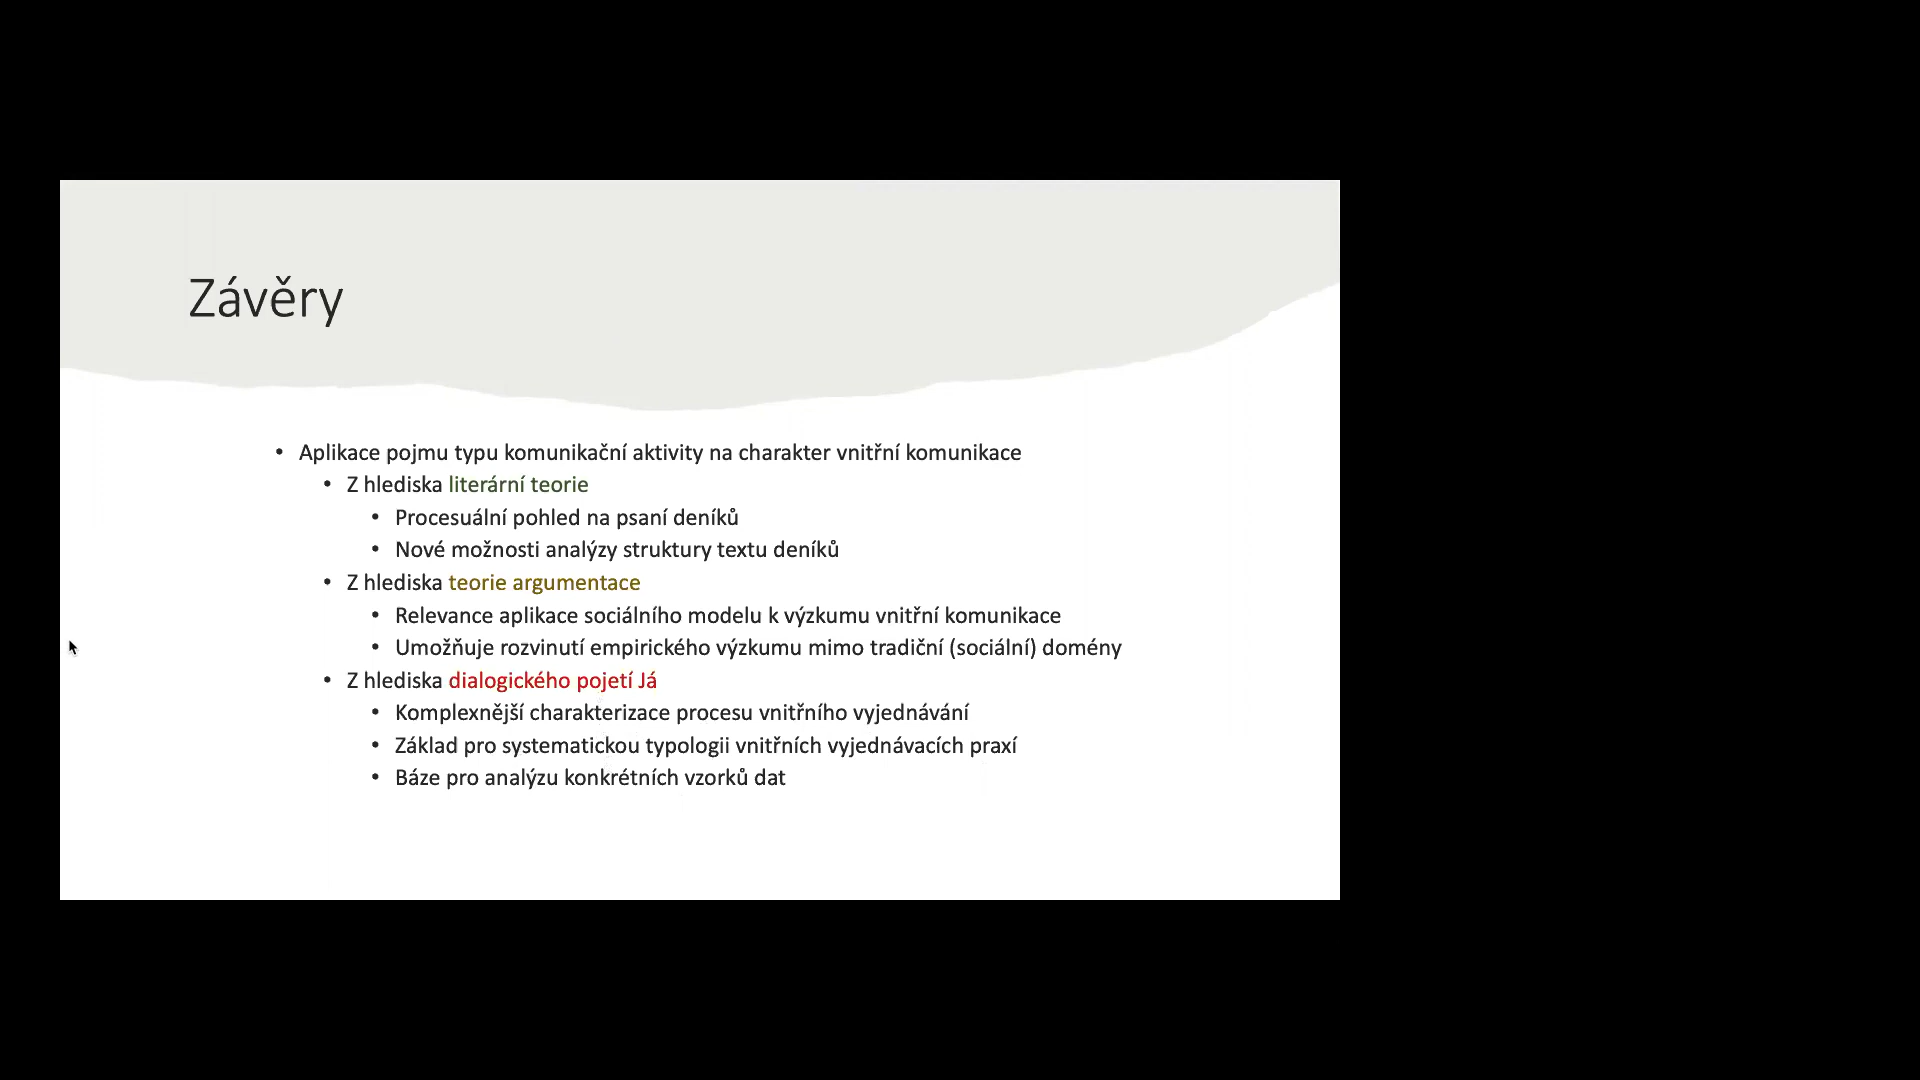 Závěry
• Aplikace pojmu typu komunikační aktivity na charakter vnitřní komunikace
• Z hlediska literární teorie
• Procesuální pohled na psaní deníků
• Nové možnosti analýzy struktury textu deníků
• Z hlediska teorie argumentace
• Relevance aplikace sociálního modelu k výzkumu vnitřní komunikace
• Umožňuje rozvinutí empirického výzkumu mimo tradiční (sociální) domény
• Z hlediska dialogického pojetí Já
• Komplexnější charakterizace procesu vnitřního vyjednávání
• Základ pro systematickou typologii vnitřních vyjednávacích praxí
• Báze pro analýzu konkrétních vzorků dat